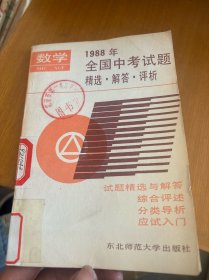 数学
1988年
全国中考试题
精选·解答·评析
试题精选与解答
综合评述
分类导析
应试入门
东北师范大学出版社